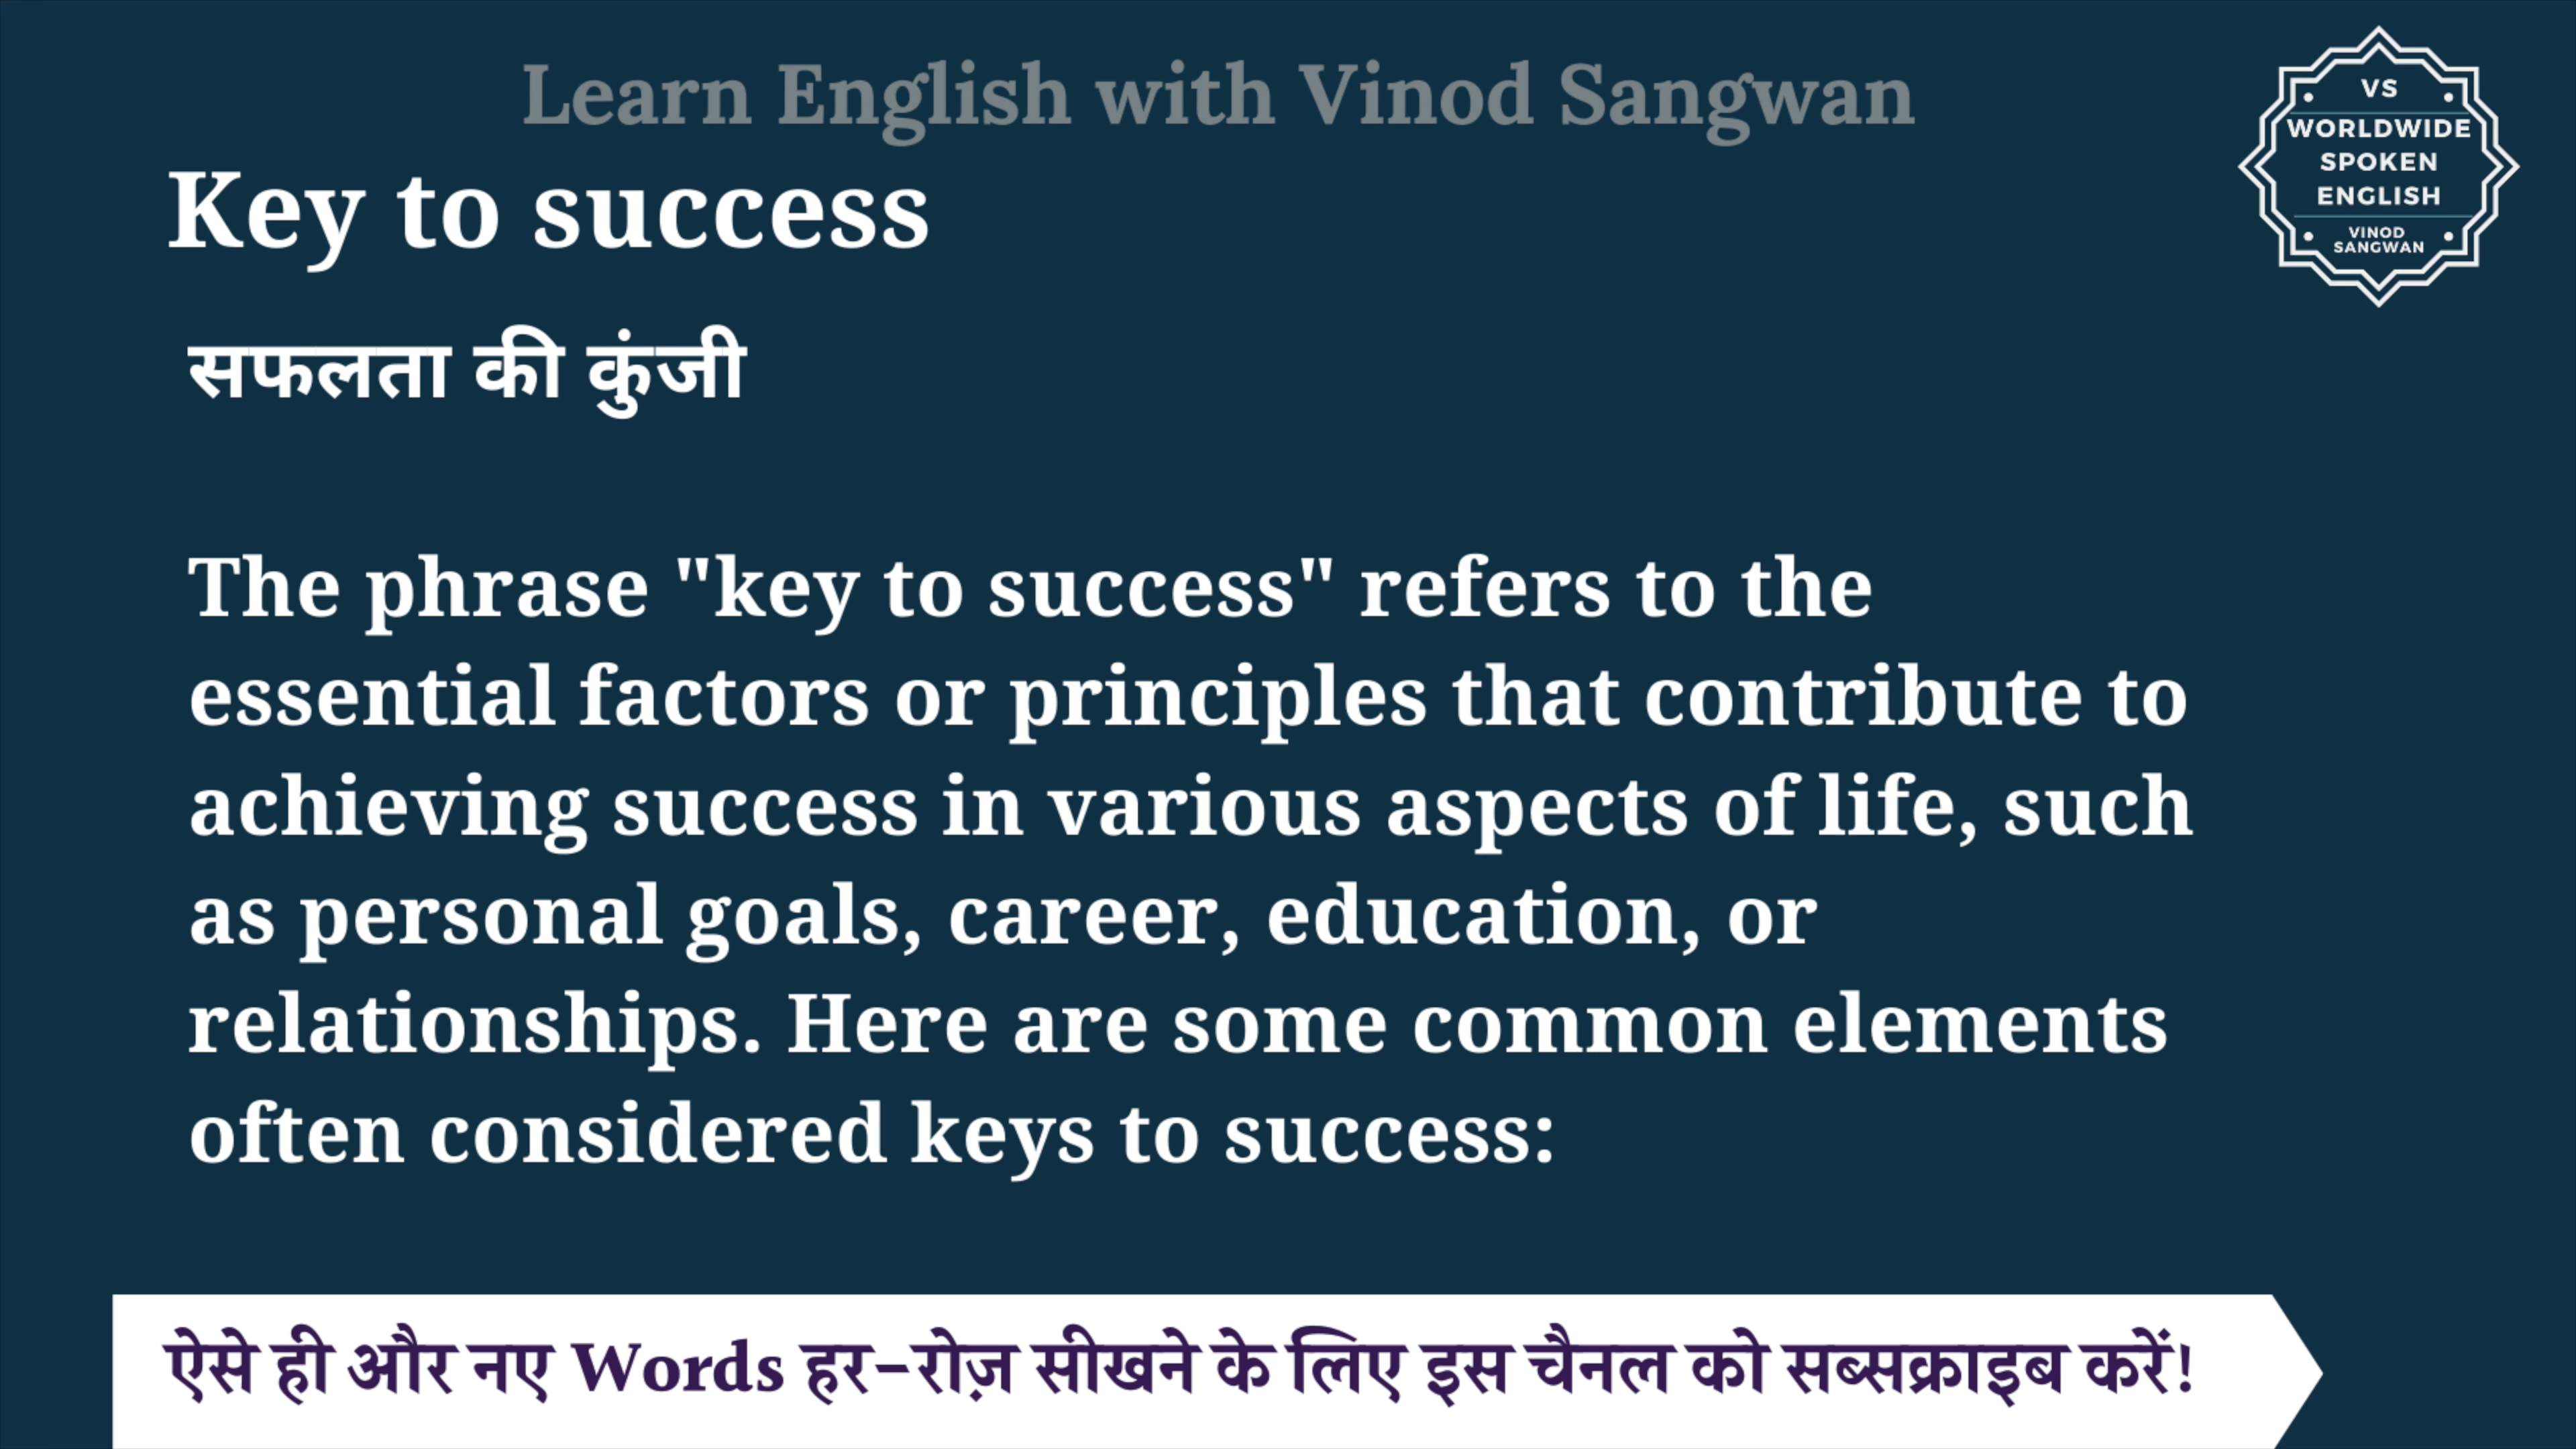 Learn English with Vinod Sangwan
VS
WORLDWIDE
SPOKEN
ENGLISH
VINOD
SANGWAN
Key to success
सफलता की कुंजी
The phrase "key to success" refers to the
essential factors or principles that contribute to
achieving success in various aspects of life, such
as personal goals, career, education, or
relationships. Here are some common elements
often considered keys to success:
ऐसे ही और नए Words हर-रोज़ सीखने के लिए इस चैनल को सब्सक्राइब करें!